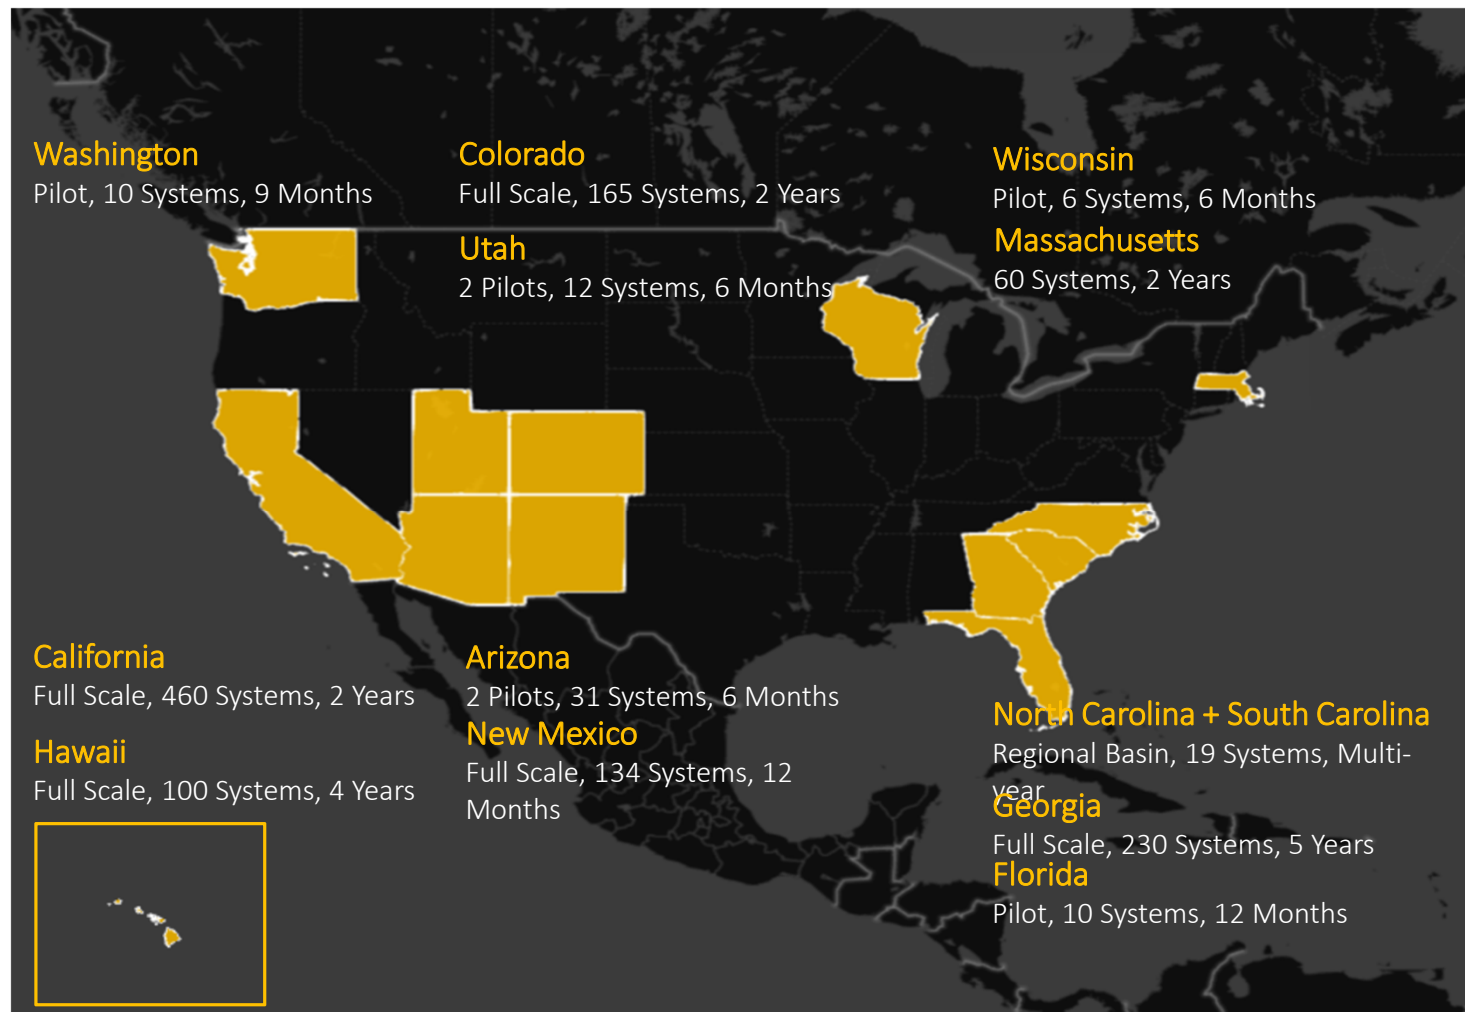 Washington
Pilot, 10 Systems, 9 Months
Colorado
Full Scale, 165 Systems, 2 Years
Utah
2 Pilots, 12 Systems, 6 Months
Wisconsin
Pilot, 6 Systems, 6 Months
Massachusetts
60 Systems, 2 Years
California
Full Scale, 460 Systems, 2 Years
Hawaii
Full Scale, 100 Systems, 4 Years
Arizona
2 Pilots, 31 Systems, 6 Months
New Mexico
Full Scale, 134 Systems, 12
Months
North Carolina + South Carolina
Regional Basin, 19 Systems, Multi-
year
Georgia
Full Scale, 230 Systems, 5 Years
Florida
Pilot, 10 Systems, 12 Months